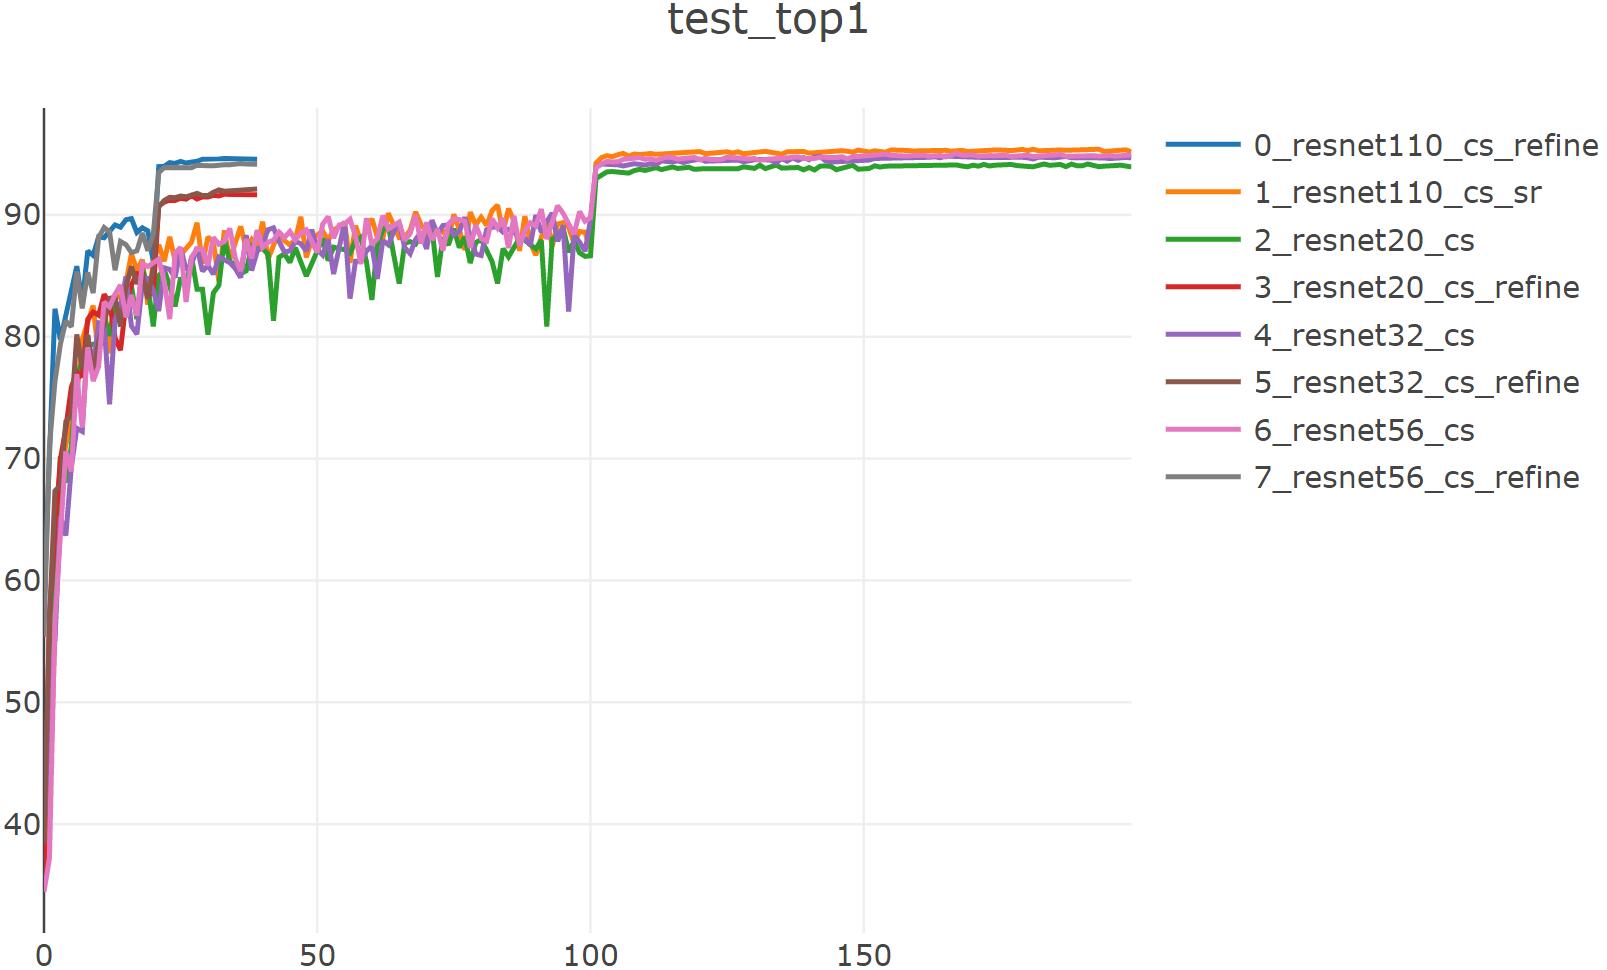 test_top1
90
80
70
60
50
40
0
50
100
150
0_resnet110_cs_refine
1_resnet110_cs_sr
2_resnet20_cs
3_resnet20_cs_refine
4_resnet32_cs
5_resnet32_cs_refine
6_resnet56_cs
7_resnet56_cs_refine